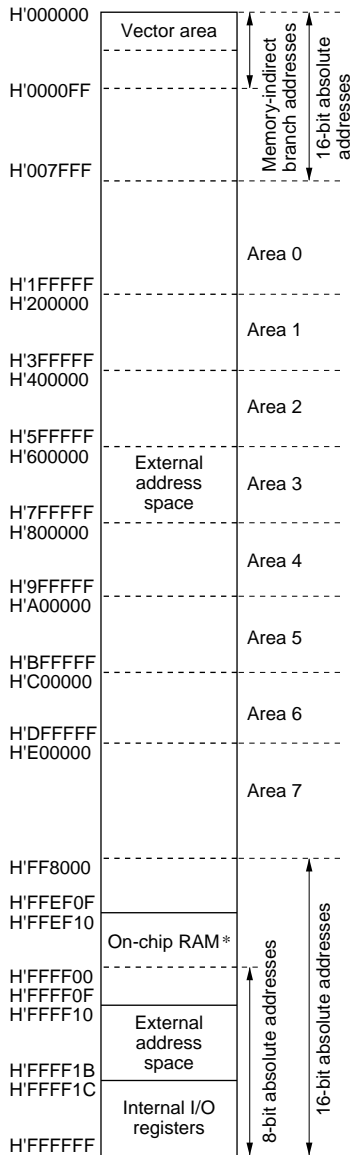 H'000000
Vector area
H'0000FF
Memory-indirect
branch addresses
16-bit absolute
addresses
H'007FFF
Area 0
H'1FFFFF
H'200000
Area 1
H'3FFFFF
H'400000
Area 2
H'5FFFFF
H'600000
External
address
space
Area 3
H'7FFFFF
H'800000
Area 4
H'9FFFFF
H'A00000
Area 5
H'BFFFFF
H'C00000
Area 6
H'DFFFFF
H'E00000
Area 7
H'FF8000
H'FFEF0F
H'FFEF10
On-chip RAM*
H'FFFF00
H'FFFF0F
H'FFFF10
External
address
space
H'FFFF1B
H'FFFF1C
Internal I/O
registers
H'FFFFFF
8-bit absolute addresses
16-bit absolute addresses